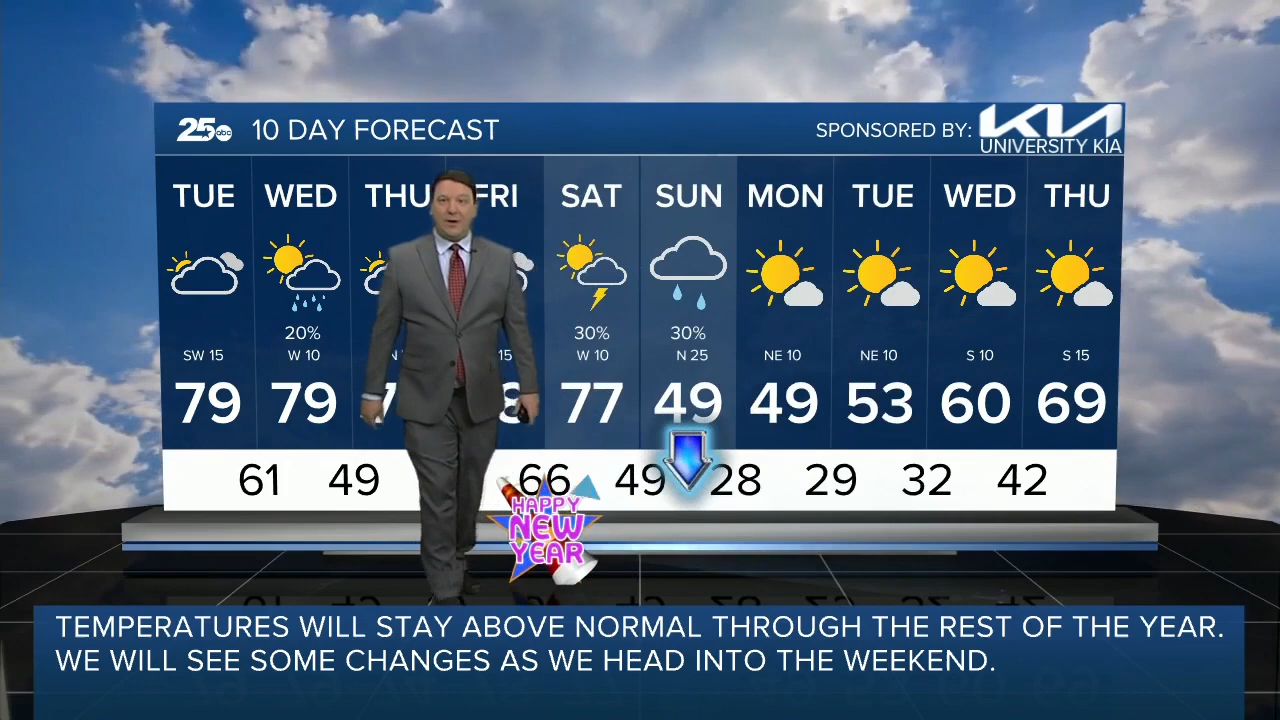 25 abc 10 DAY FORECAST
SPONSORED BY: KIA
UNIVERSITY KIA
TUE WED THU FRI SAT SUN MON TUE WED THU
20% 30% 30%
SW 15 W 10 W 10 N 25 NE 10 NE 10 S 10 S 15
79 79 77 49 49 53 60 69
61 49 66 49 28 29 32 42
HAPPY
NEW
YEAR
TEMPERATURES WILL STAY ABOVE NORMAL THROUGH THE REST OF THE YEAR.
WE WILL SEE SOME CHANGES AS WE HEAD INTO THE WEEKEND.